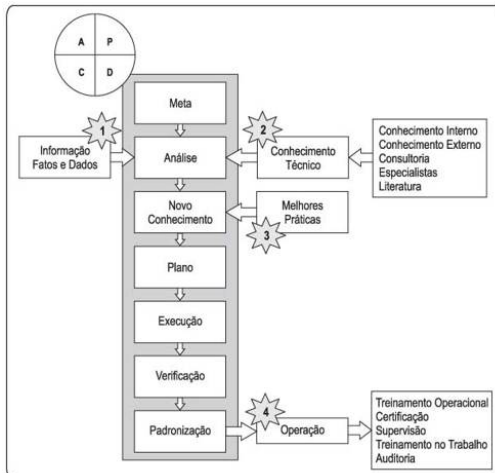 A P
C D
Meta
1
2
Informação
Fatos e Dados
Análise
Conhecimento
Técnico
Conhecimento Interno
Conhecimento Externo
Consultoria
Especialistas
Literatura
Novo
Conhecimento
Melhores
Práticas
3
Plano
Execução
Verificação
4
Padronização
Operação
Treinamento Operacional
Certificação
Supervisão
Treinamento no Trabalho
Auditoria